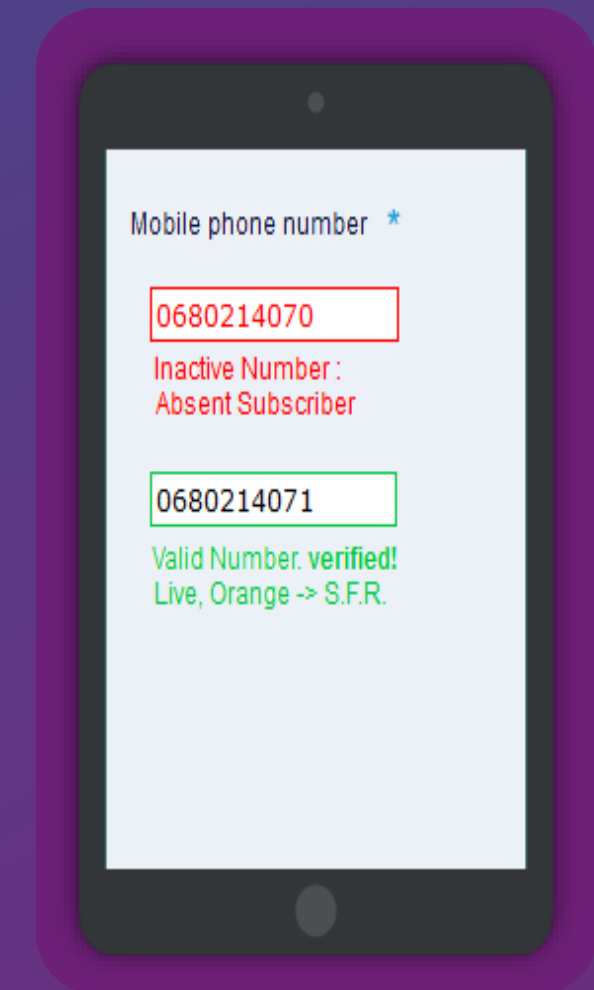 Mobile phone number *
0680214070
Inactive Number :
Absent Subscriber
0680214071
Valid Number. verified!
Live, Orange -> S.F.R.